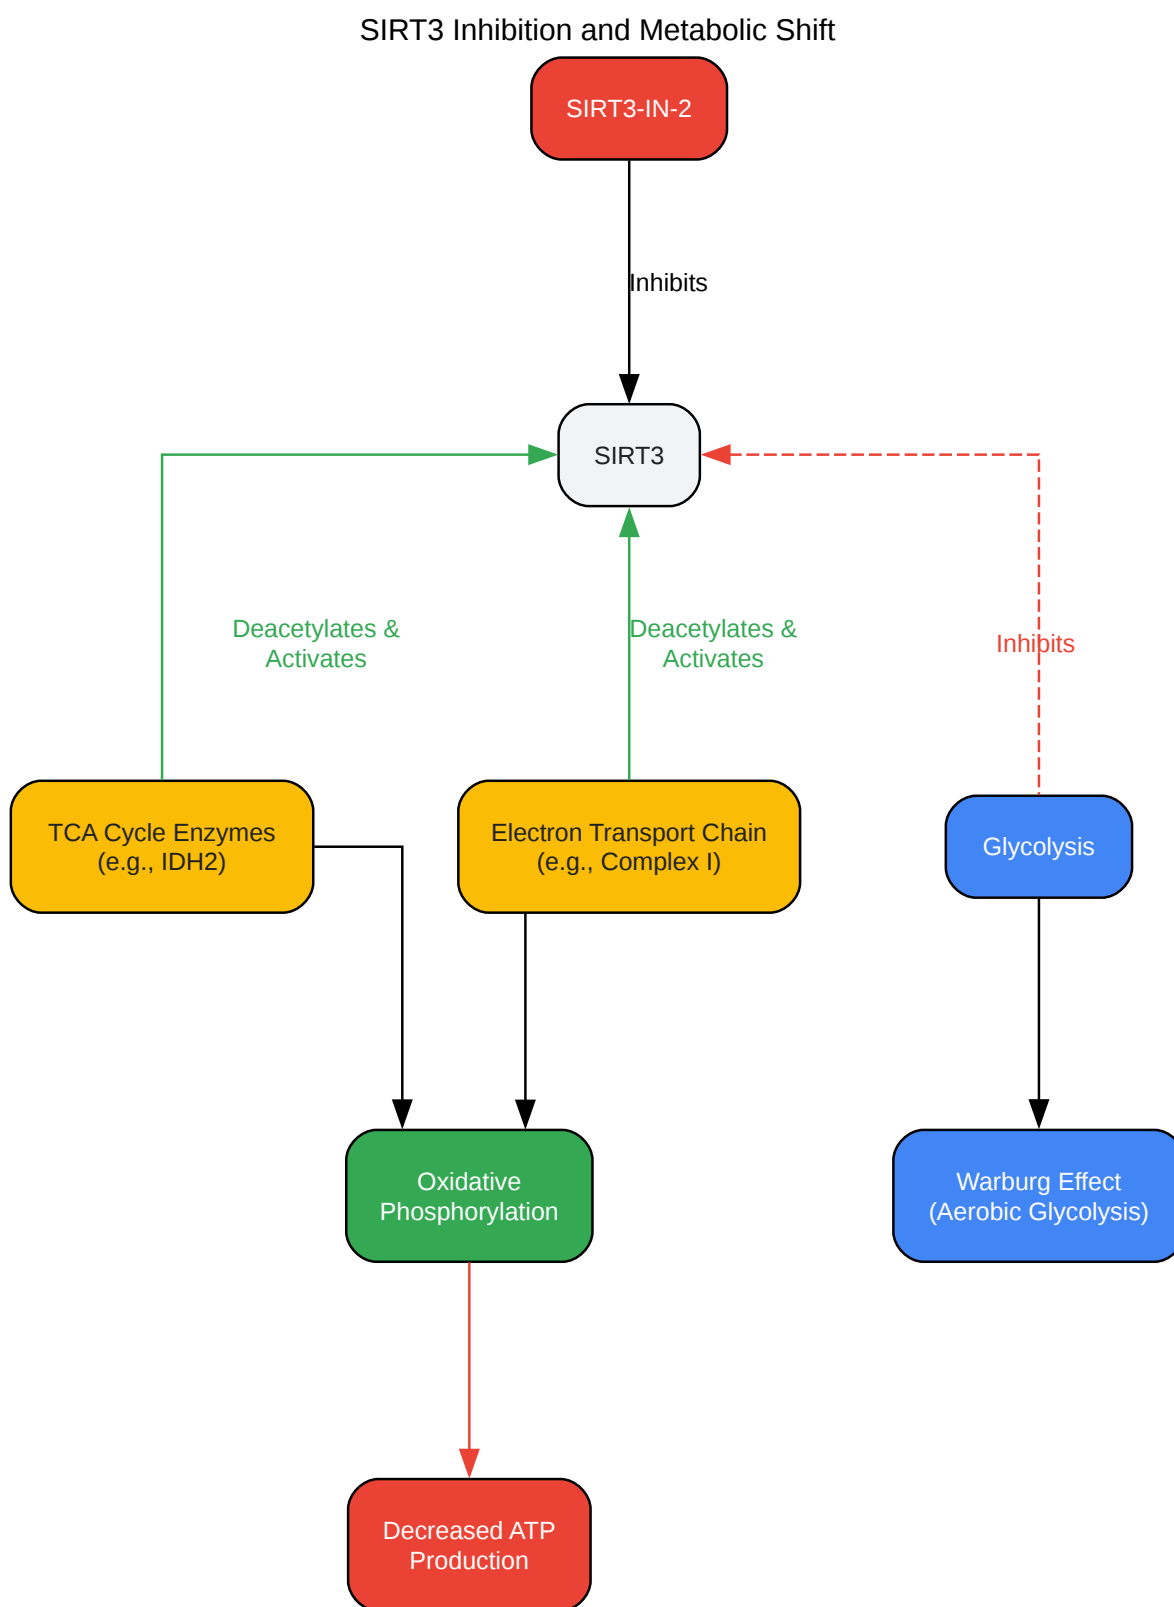 SIRT3 Inhibition and Metabolic Shift
SIRT3-IN-2
Inhibits
SIRT3
Deacetylates &
Activates
Deacetylates &
Activates
Inhibits
TCA Cycle Enzymes
(e.g., IDH2)
Electron Transport Chain
(e.g., Complex I)
Glycolysis
Oxidative
Phosphorylation
Warburg Effect
(Aerobic Glycolysis)
Decreased ATP
Production